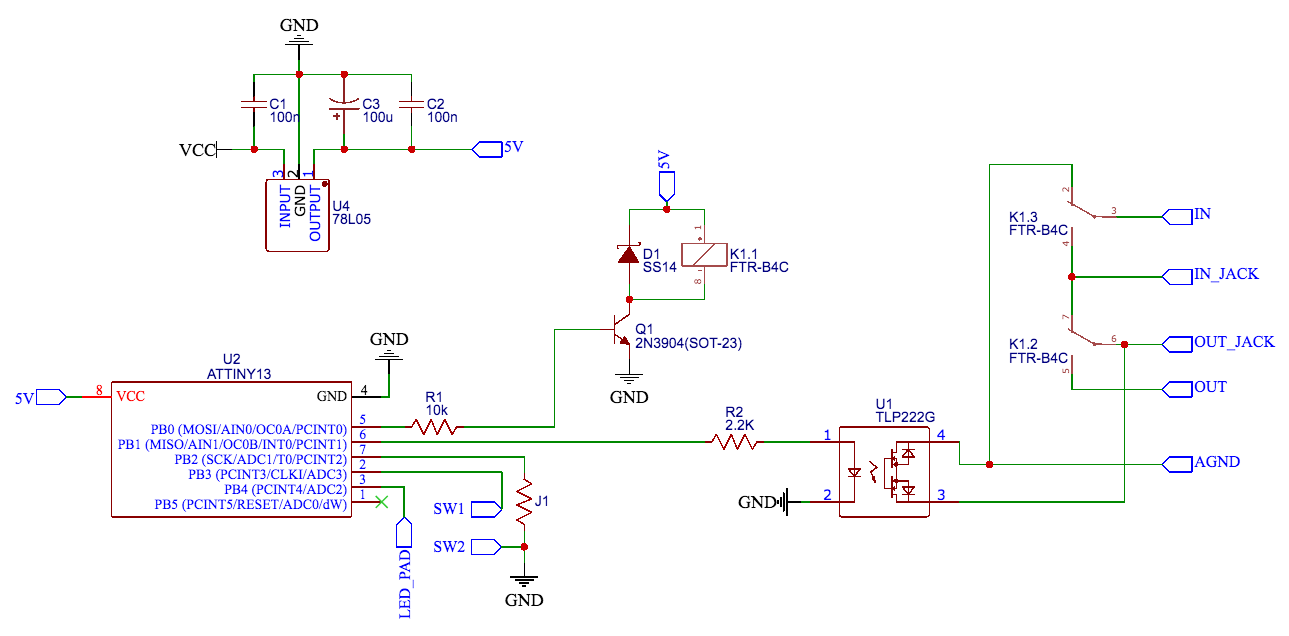 GND
C1
100n
C3
100u
C2
100n
+
VCC
5V
3
2
1
INPUT
GND
OUTPUT
U4
78L05
5V
1
+
D1
SS14
K1.1
FTR-B4C
-
8
Q1
2N3904(SOT-23)
GND
2
3
IN
K1.3
FTR-B4C
4
IN_JACK
7
6
OUT_JACK
K1.2
FTR-B4C
5
OUT
GND
U2
ATTINY13
5V
8
VCC
GND
4
PB0 (MOSI/AIN0/OC0A/PCINT0)
5
PB1 (MISO/AIN1/OC0B/INT0/PCINT1)
6
PB2 (SCK/ADC1/T0/PCINT2)
7
PB3 (PCINT3/CLKI/ADC3)
2
PB4 (PCINT4/ADC2)
3
PB5 (PCINT5/RESET/ADC0/dW)
1
R1
10k
R2
2.2K
U1
TLP222G
1
4
2
3
GND
AGND
SW1
J1
SW2
LED_PAD
GND